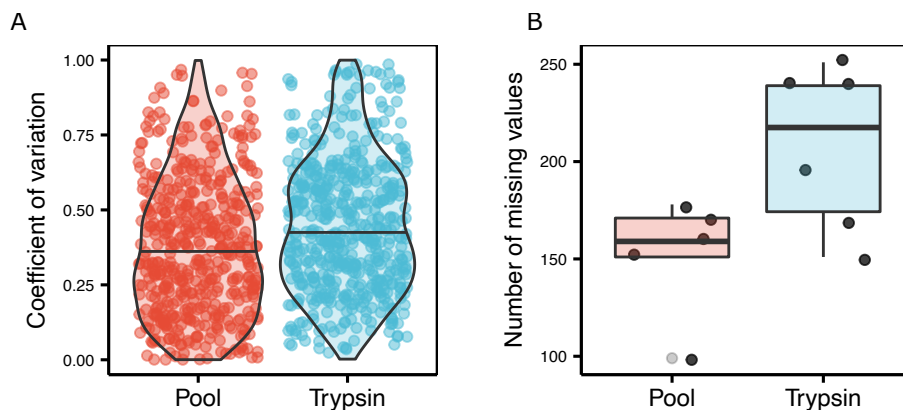 A
Coefficient of variation
1.00
0.75
0.50
0.25
0.00
Pool Trypsin
B
Number of missing values
250
200
150
100
Pool Trypsin